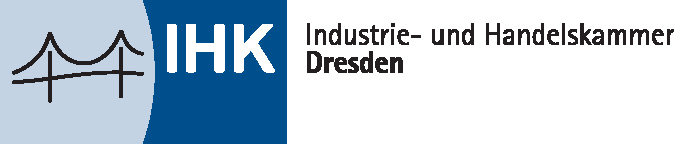 IHK
Industrie- und Handelskammer
Dresden